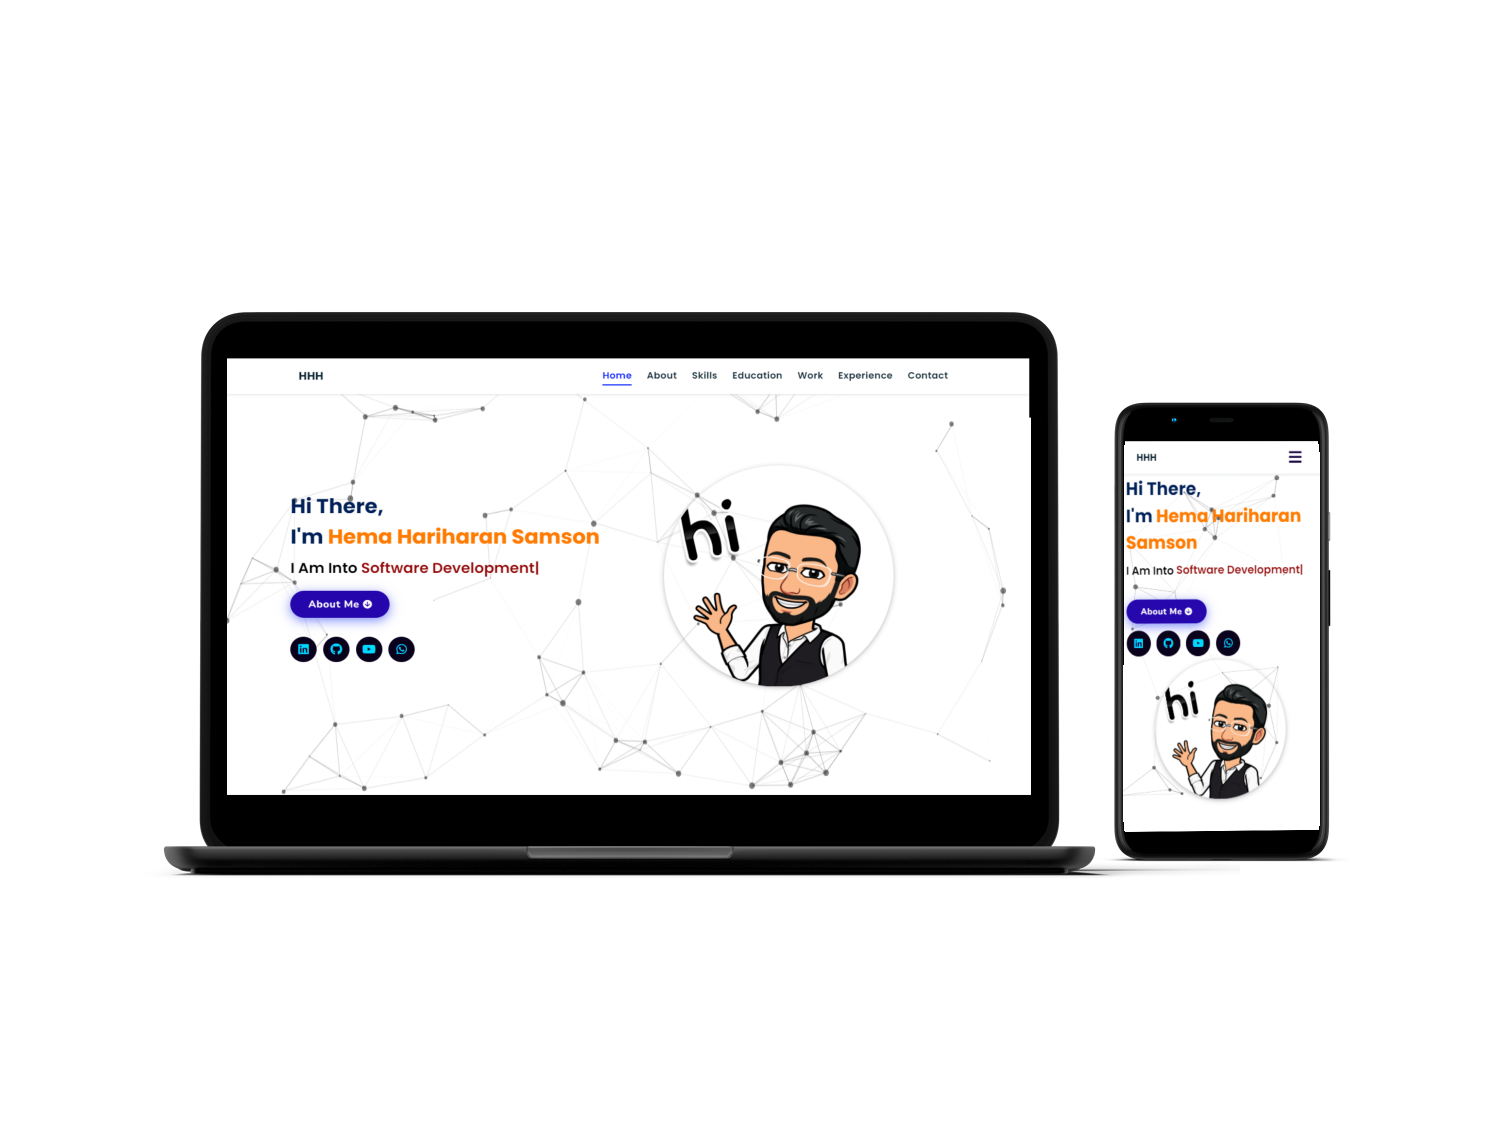 HHH
Home About Skills Education Work Experience Contact
Hi There,
I'm Hema Hariharan Samson
I Am Into Software Development|
About Me
hi
HHH
Hi There,
I'm Hema Hariharan
Samson
I Am Into Software Development|
About Me
hi